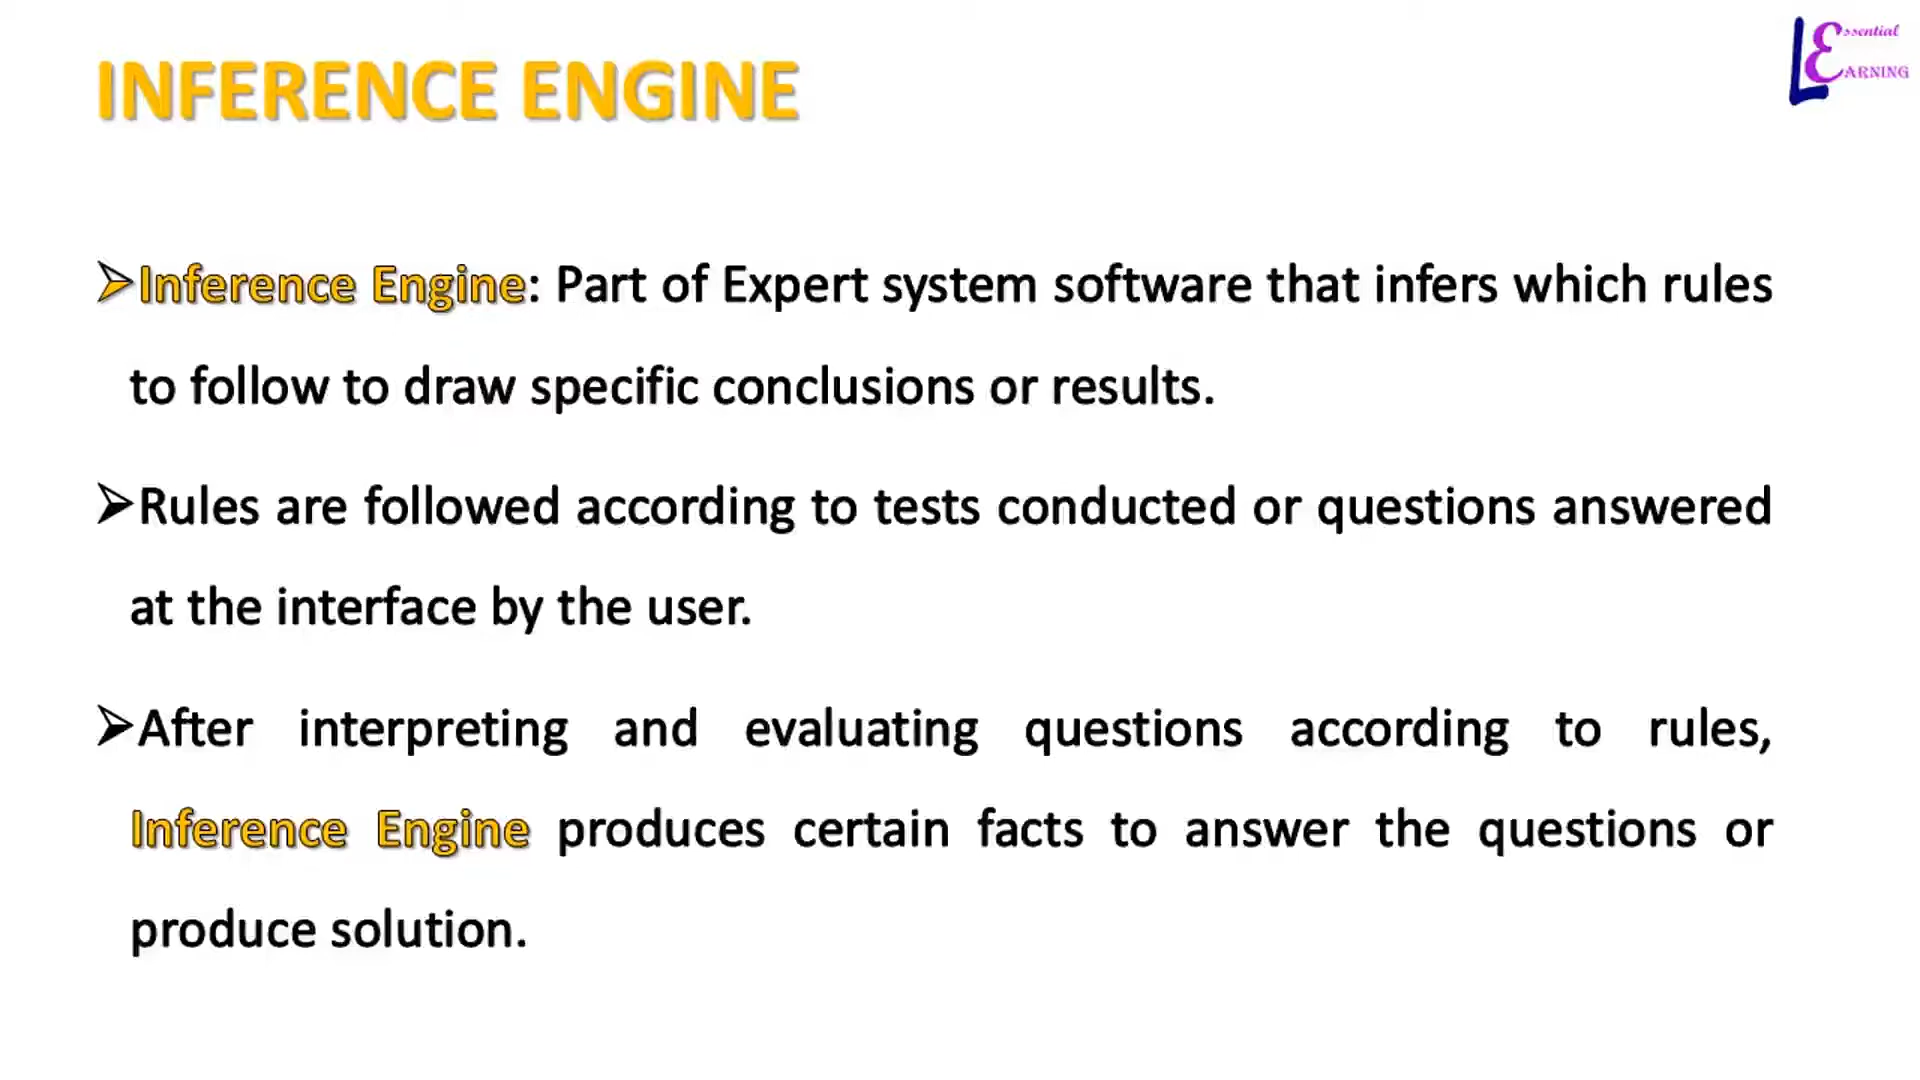 INFERENCE ENGINE
Essential
LEARNING
➢Inference Engine: Part of Expert system software that infers which rules
to follow to draw specific conclusions or results.
➢Rules are followed according to tests conducted or questions answered
at the interface by the user.
➢After interpreting and evaluating questions according to rules,
Inference Engine produces certain facts to answer the questions or
produce solution.